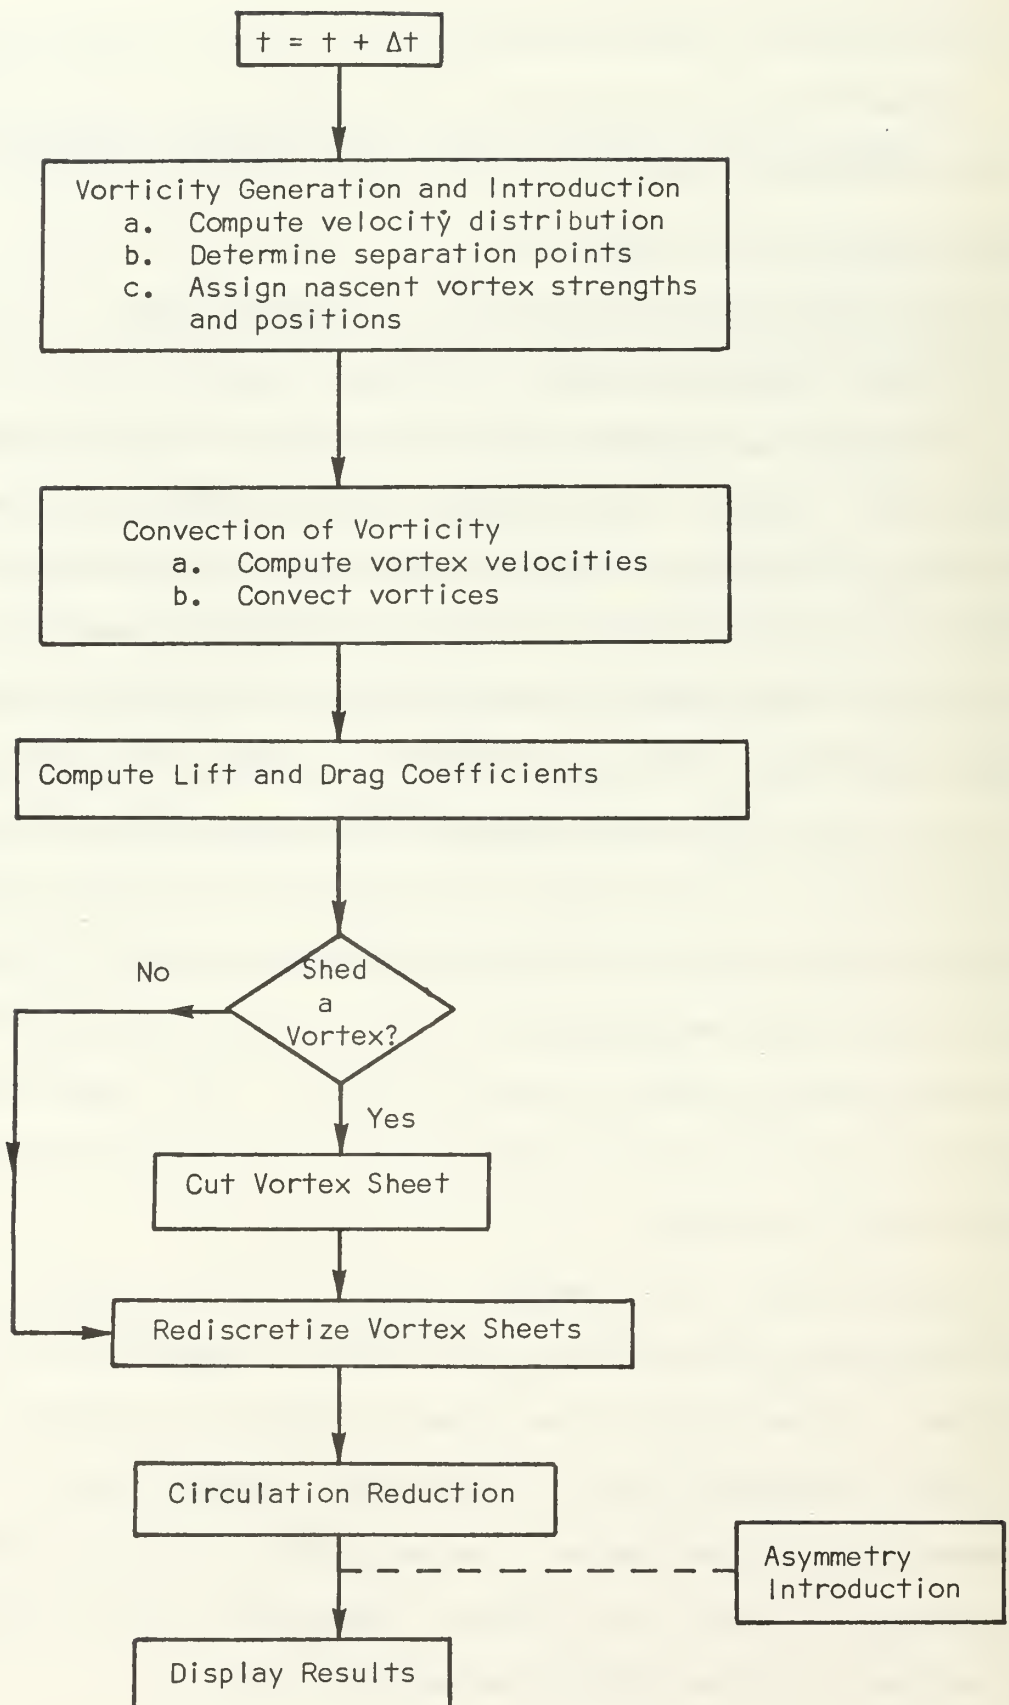 t = t + Δt
Vorticity Generation and Introduction
a. Compute velocity distribution
b. Determine separation points
c. Assign nascent vortex strengths
and positions
Convection of Vorticity
a. Compute vortex velocities
b. Convect vortices
Compute Lift and Drag Coefficients
No
Shed
a
Vortex?
Yes
Cut Vortex Sheet
Rediscretize Vortex Sheets
Circulation Reduction
Asymmetry
Introduction
Display Results